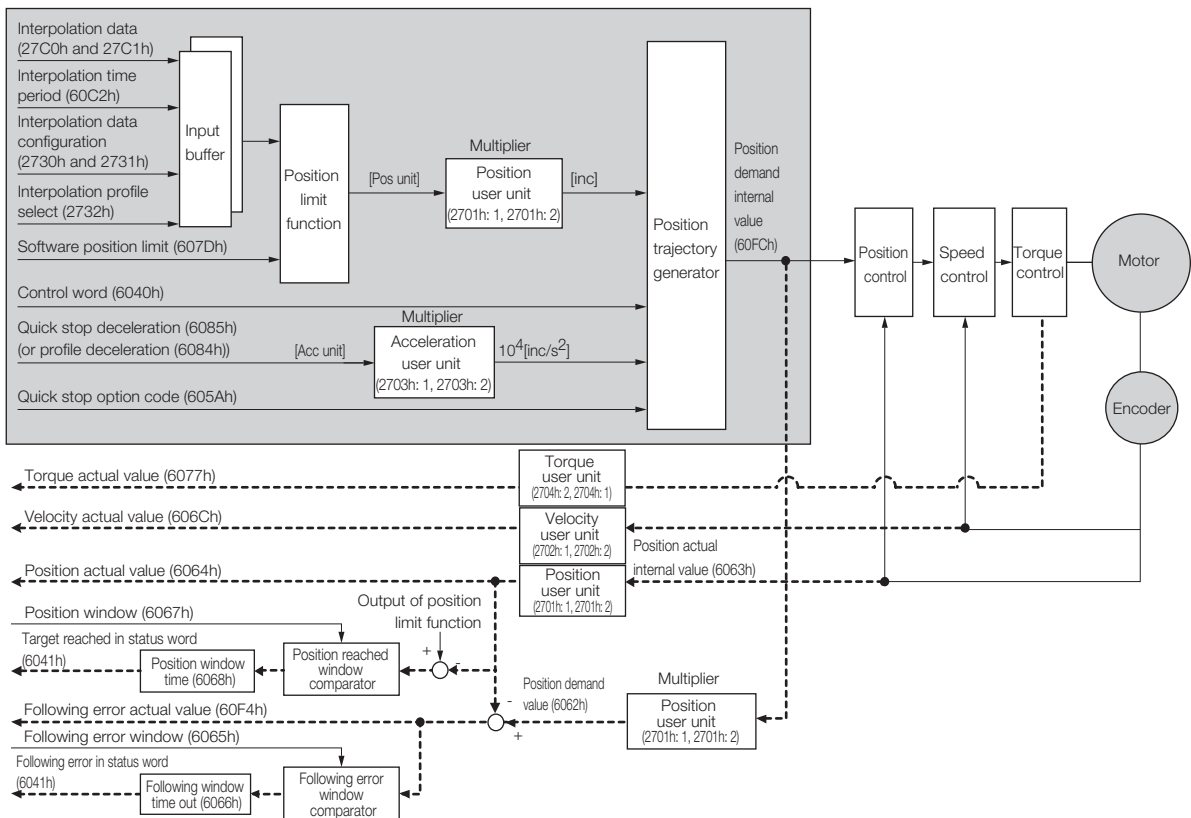 Interpolation data
(27C0h and 27C1h)
Interpolation time
period (60C2h)
Interpolation data
configuration
(2730h and 2731h)
Interpolation profile
select (2732h)
Software position limit (607Dh)
Control word (6040h)
Quick stop deceleration (6085h)
(or profile deceleration (6084h))
Quick stop option code (605Ah)
Input
buffer
Position
limit
function
[Pos unit]
Multiplier
Position
user unit
(2701h: 1, 2701h: 2)
[inc]
[Acc unit]
Multiplier
Acceleration
user unit
(2703h: 1, 2703h: 2)
10⁴[inc/s²]
Position
trajectory
generator
Position
demand
internal
value
(60FCh)
Position
control
Speed
control
Torque
control
Motor
Encoder
Torque actual value (6077h)
Torque
user unit
(2704h: 2, 2704h: 1)
Velocity actual value (606Ch)
Velocity
user unit
(2702h: 1, 2702h: 2)
Position actual
internal value (6063h)
Position actual value (6064h)
Position
user unit
(2701h: 1, 2701h: 2)
Position window (6067h)
Output of position
limit function
+
-
Target reached in status word
(6041h)
Position window
time (6068h)
Position reached
window
comparator
Following error actual value (60F4h)
-
+
Position demand
value (6062h)
Multiplier
Position
user unit
(2701h: 1, 2701h: 2)
Following error window (6065h)
Following error in status word
(6041h)
Following window
time out (6066h)
Following error
window
comparator